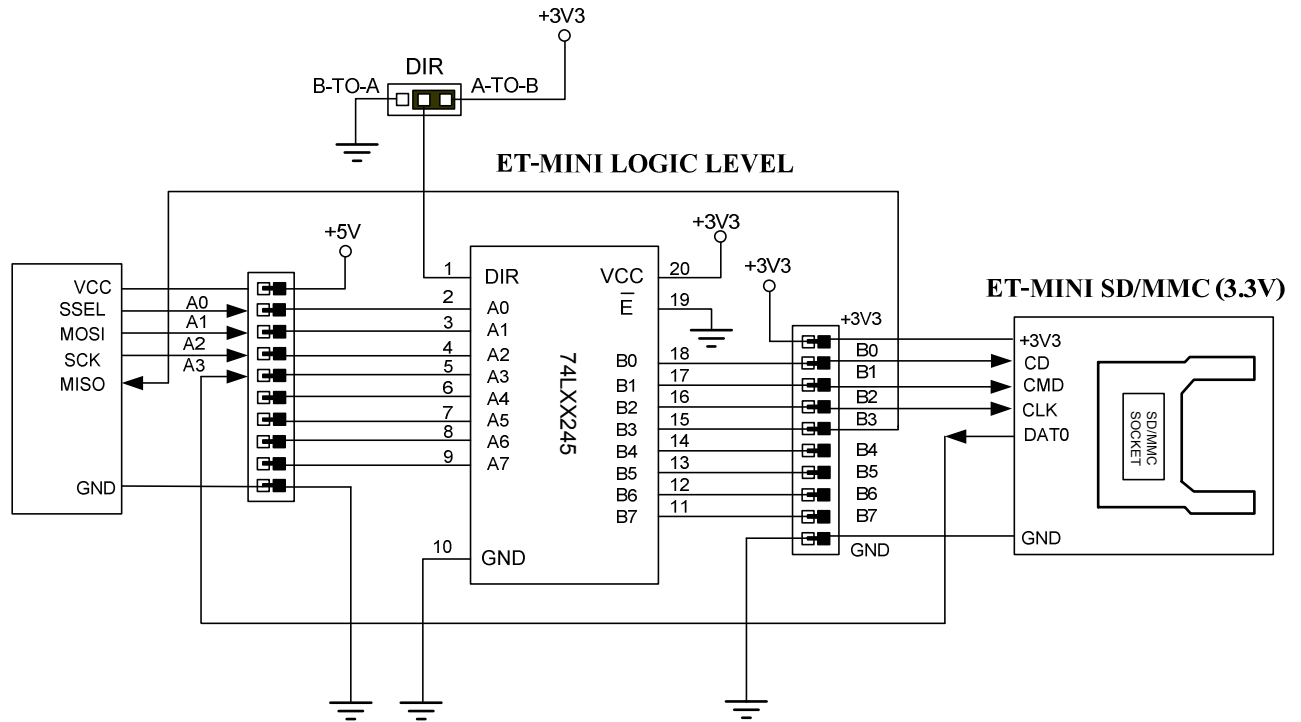 +3V3
DIR
B-TO-A
A-TO-B
ET-MINI LOGIC LEVEL
+5V
+3V3
+3V3
ET-MINI SD/MMC (3.3V)
VCC
SSEL
MOSI
SCK
MISO
GND
A0
A1
A2
A3
1
2
3
4
5
6
7
8
9
10
DIR
A0
A1
A2
A3
A4
A5
A6
A7
GND
74LXX245
VCC
E
B0
B1
B2
B3
B4
B5
B6
B7
20
19
18
17
16
15
14
13
12
11
+3V3
B0
B1
B2
B3
B4
B5
B6
B7
GND
+3V3
CD
CMD
CLK
DAT0
GND
SD/MMC
SOCKET